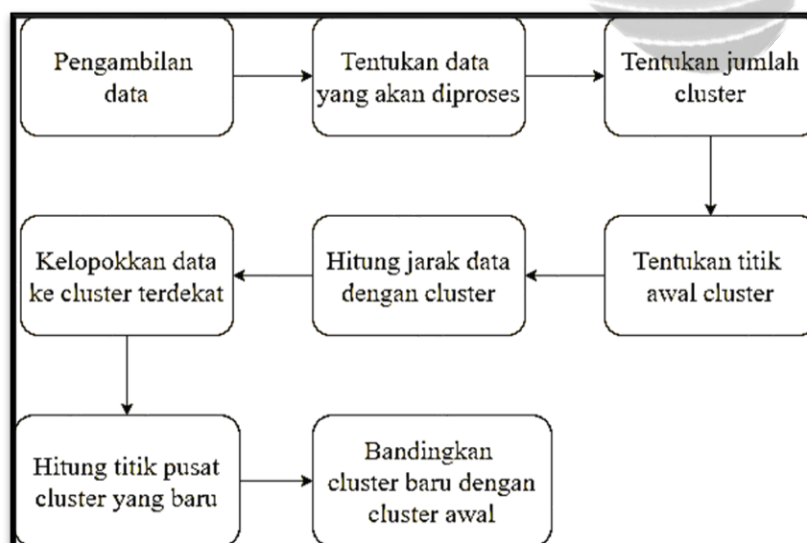 Pengambilan
data
Tentukan data
yang akan diproses
Tentukan jumlah
cluster
Tentukan titik
awal cluster
Hitung jarak data
dengan cluster
Kelopokkan data
ke cluster terdekat
Hitung titik pusat
cluster yang baru
Bandingkan
cluster baru dengan
cluster awal